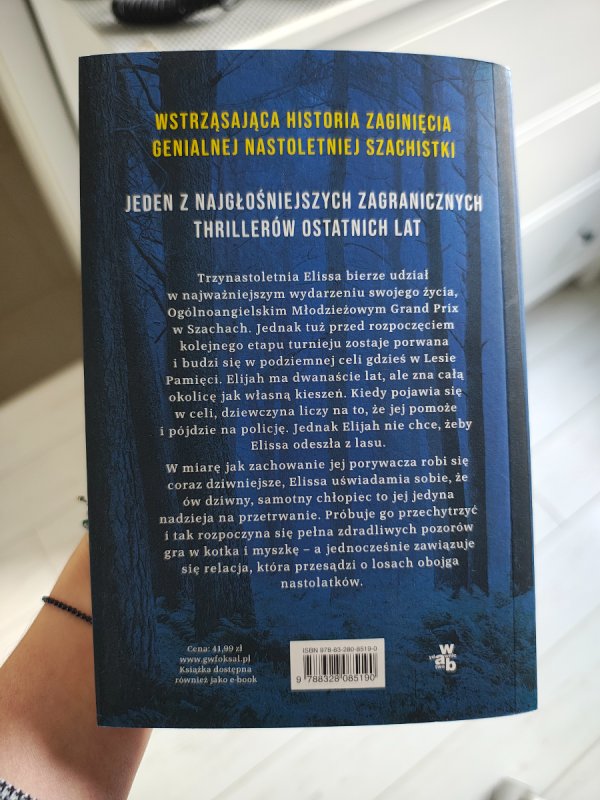 WSTRZĄSAJĄCA HISTORIA ZAGINIĘCIA
GENIALNEJ NASTOLETNIEJ SZACHISTKI
JEDEN Z NAJGŁOŚNIEJSZYCH ZAGRANICZNYCH
THRILLERÓW OSTATNICH LAT
Trzynastoletnia Elissa bierze udział
w najważniejszym wydarzeniu swojego życia,
Ogólnoangielskim Młodzieżowym Grand Prix
w Szachach. Jednak tuż przed rozpoczęciem
kolejnego etapu turnieju zostaje porwana
i budzi się w podziemnej celi gdzieś w Lesie
Pamięci. Elijah ma dwanaście lat, ale zna całą
okolicę jak własną kieszeń. Kiedy pojawia się
w celi, dziewczyna liczy na to, że jej pomoże
i pójdzie na policję. Jednak Elijah nie chce, żeby
Elissa odeszła z lasu.
W miarę jak zachowanie jej porywacza robi się
coraz dziwniejsze, Elissa uświadamia sobie, że
ów dziwny, samotny chłopiec to jej jedyna
nadzieja na przetrwanie. Próbuje go przechytrzyć
i tak rozpoczyna się pełna zdradliwych pozorów
gra w kotka i myszkę – a jednocześnie zawiązuje
się relacja, która przesądzi o losach obojga
nastolatków.
Cena: 41,99 zł
www.gwfoksal.pl
Książka dostępna
również jako e-book
ISBN 978-83-280-8519-0
9 788328 085190
w
a b